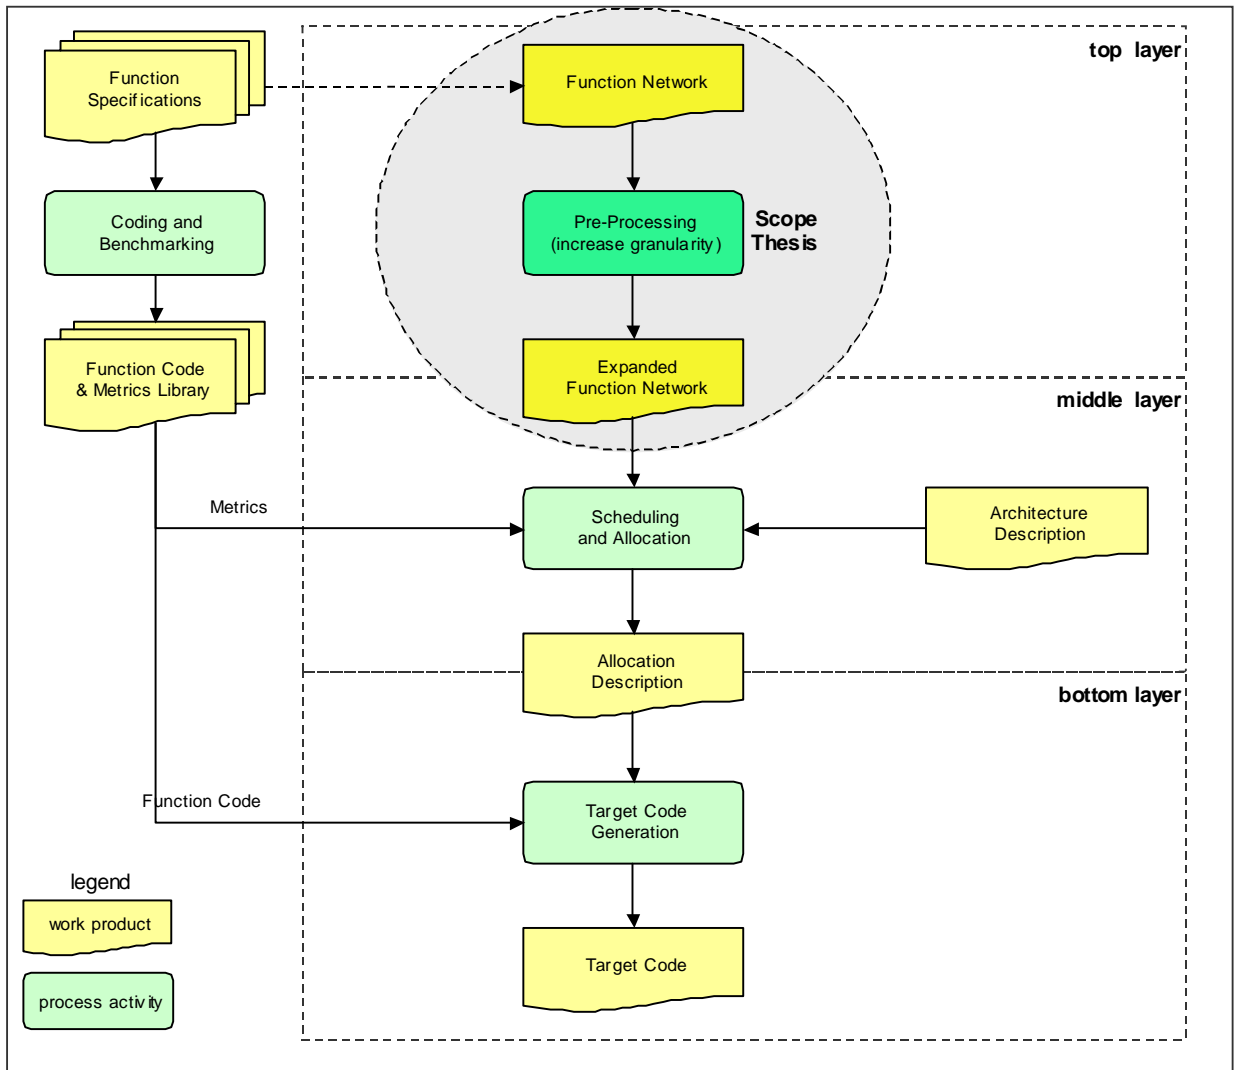 top layer
Function
Specifications
Function Network
Coding and
Benchmarking
Pre-Processing
(increase granularity)
Scope
Thesis
Function Code
& Metrics Library
Expanded
Function Network
middle layer
Metrics
Scheduling
and Allocation
Architecture
Description
Allocation
Description
bottom layer
Function Code
Target Code
Generation
legend
work product
Target Code
process activity